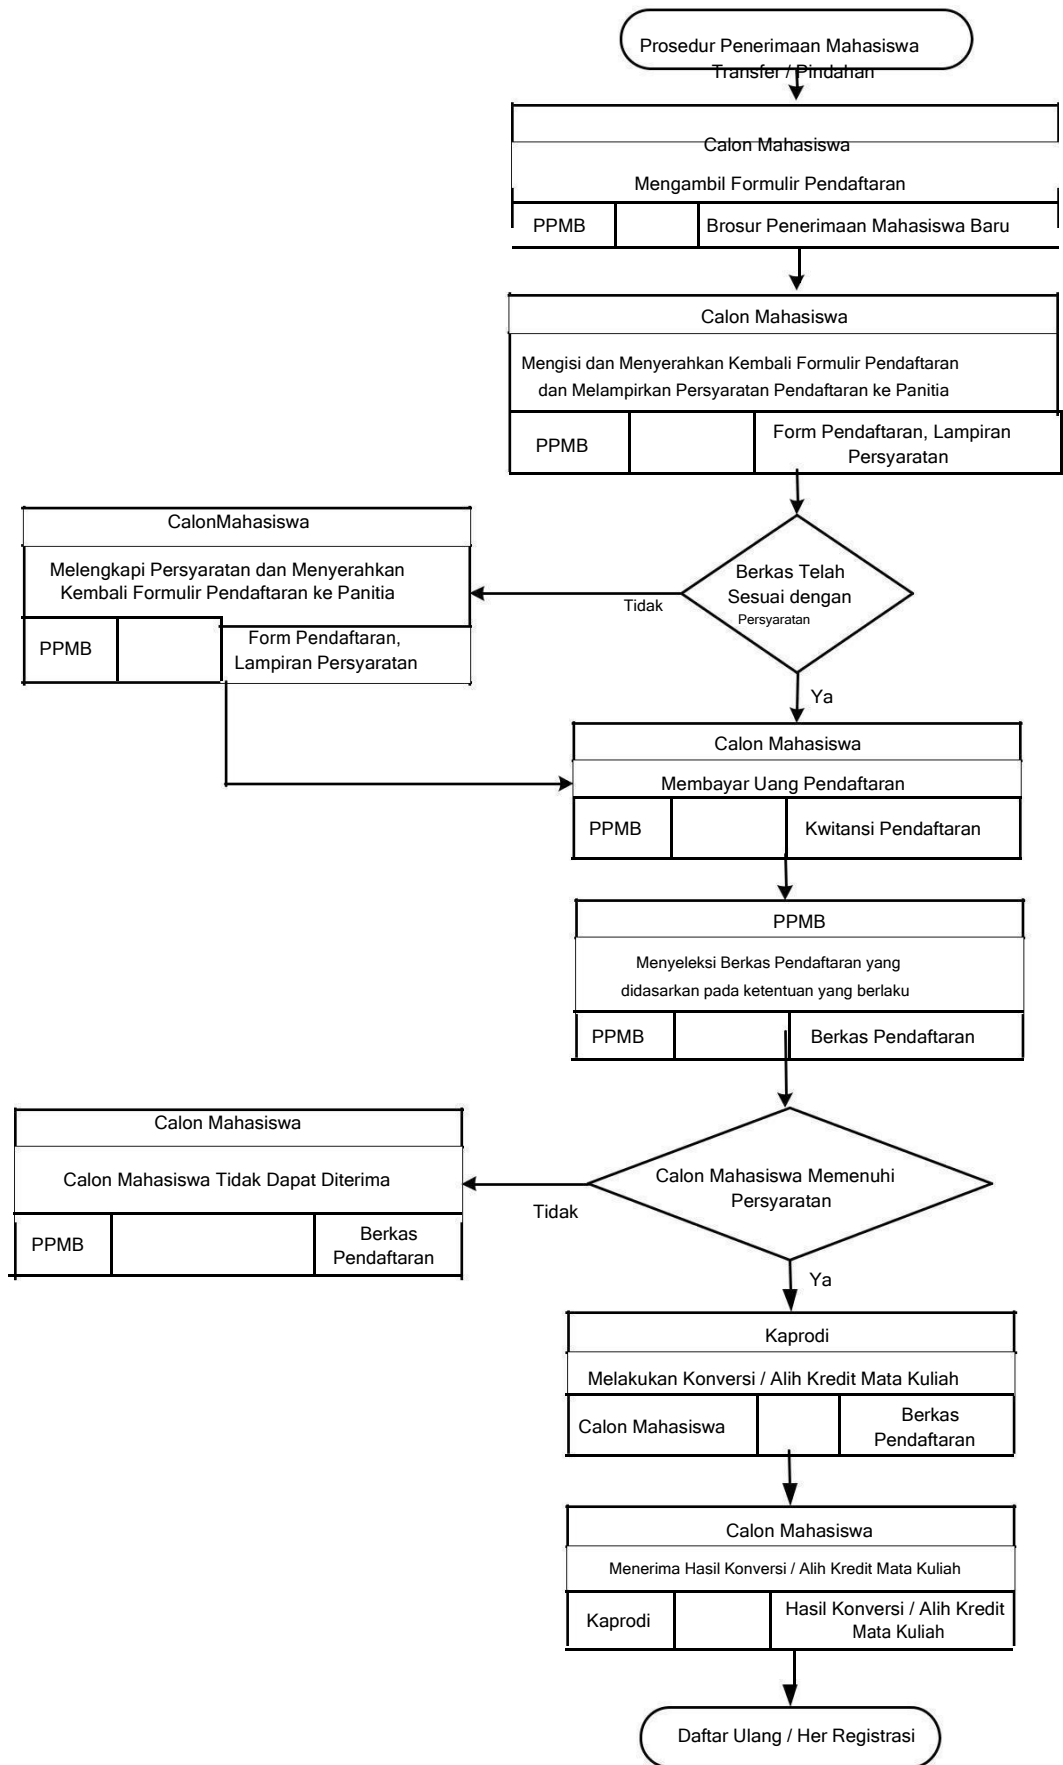 Prosedur Penerimaan Mahasiswa
Transfer / Pindahan
Calon Mahasiswa
Mengambil Formulir Pendaftaran
PPMB
Brosur Penerimaan Mahasiswa Baru
Calon Mahasiswa
Mengisi dan Menyerahkan Kembali Formulir Pendaftaran
dan Melampirkan Persyaratan Pendaftaran ke Panitia
PPMB
Form Pendaftaran, Lampiran
Persyaratan
Berkas Telah
Sesuai dengan
Persyaratan
Tidak
CalonMahasiswa
Melengkapi Persyaratan dan Menyerahkan
Kembali Formulir Pendaftaran ke Panitia
PPMB
Form Pendaftaran,
Lampiran Persyaratan
Ya
Calon Mahasiswa
Membayar Uang Pendaftaran
PPMB
Kwitansi Pendaftaran
PPMB
Menyeleksi Berkas Pendaftaran yang
didasarkan pada ketentuan yang berlaku
PPMB
Berkas Pendaftaran
Calon Mahasiswa Memenuhi
Persyaratan
Tidak
Calon Mahasiswa
Calon Mahasiswa Tidak Dapat Diterima
PPMB
Berkas
Pendaftaran
Ya
Kaprodi
Melakukan Konversi / Alih Kredit Mata Kuliah
Calon Mahasiswa
Berkas
Pendaftaran
Calon Mahasiswa
Menerima Hasil Konversi / Alih Kredit Mata Kuliah
Kaprodi
Hasil Konversi / Alih Kredit
Mata Kuliah
Daftar Ulang / Her Registrasi